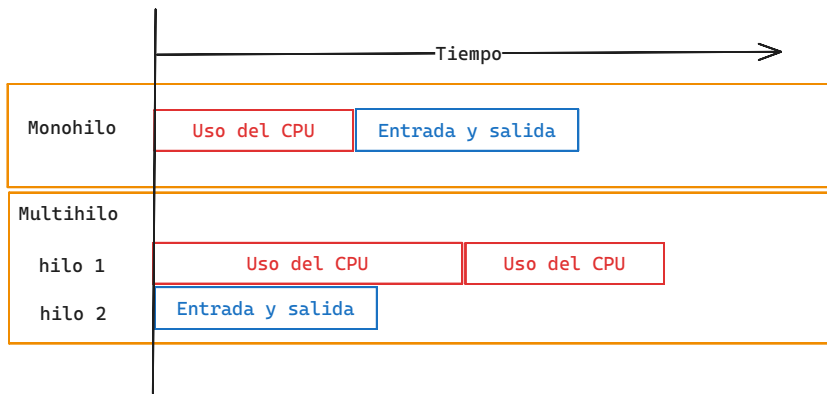 Tiempo
Monohilo
Uso del CPU
Entrada y salida
Multihilo
hilo 1
Uso del CPU
Uso del CPU
hilo 2
Entrada y salida